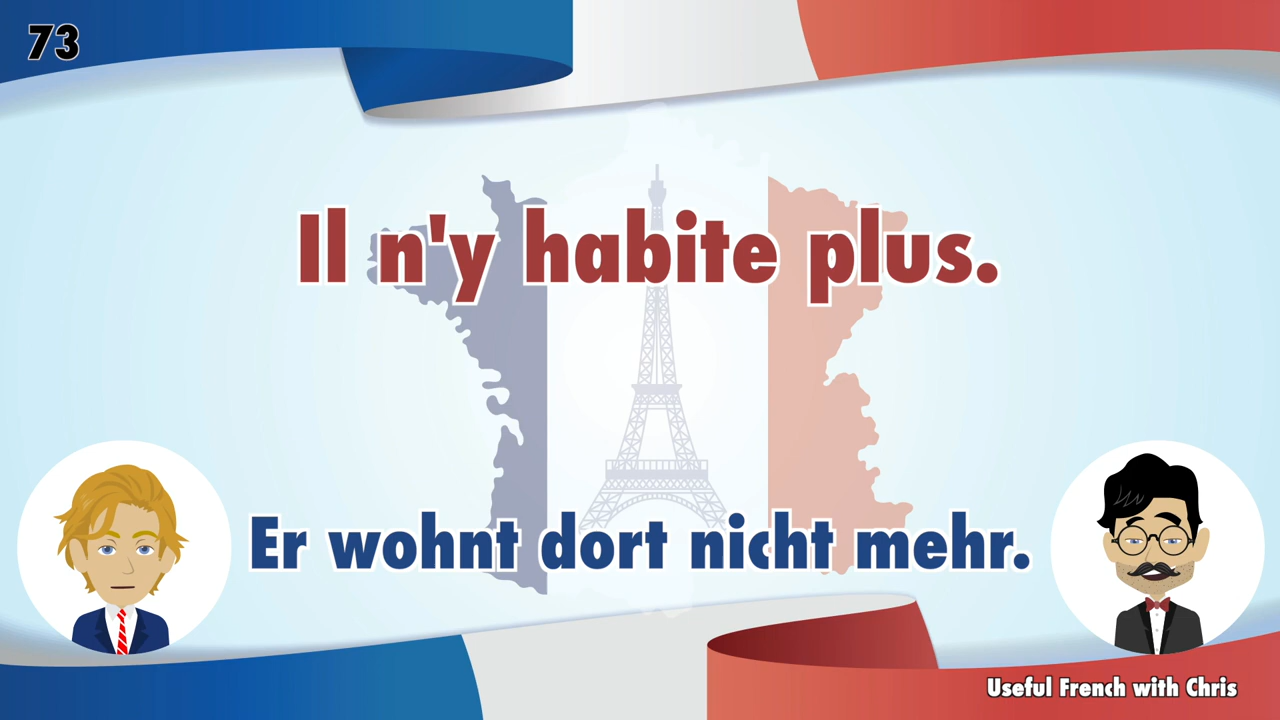 73
Il n'y habite plus.
Er wohnt dort nicht mehr.
Useful French with Chris